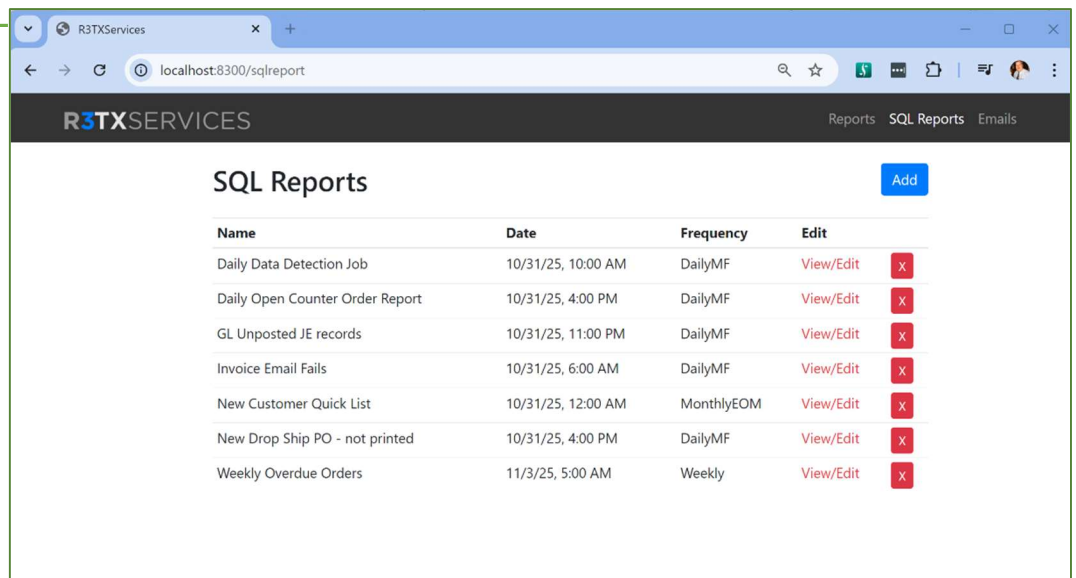 R3TXServices
localhost:8300/sqlreport
R3TXSERVICES Reports SQL Reports Emails
SQL Reports Add
Name Date Frequency Edit
Daily Data Detection Job 10/31/25, 10:00 AM DailyMF View/Edit x
Daily Open Counter Order Report 10/31/25, 4:00 PM DailyMF View/Edit x
GL Unposted JE records 10/31/25, 11:00 PM DailyMF View/Edit x
Invoice Email Fails 10/31/25, 6:00 AM DailyMF View/Edit x
New Customer Quick List 10/31/25, 12:00 AM MonthlyEOM View/Edit x
New Drop Ship PO - not printed 10/31/25, 4:00 PM DailyMF View/Edit x
Weekly Overdue Orders 11/3/25, 5:00 AM Weekly View/Edit x